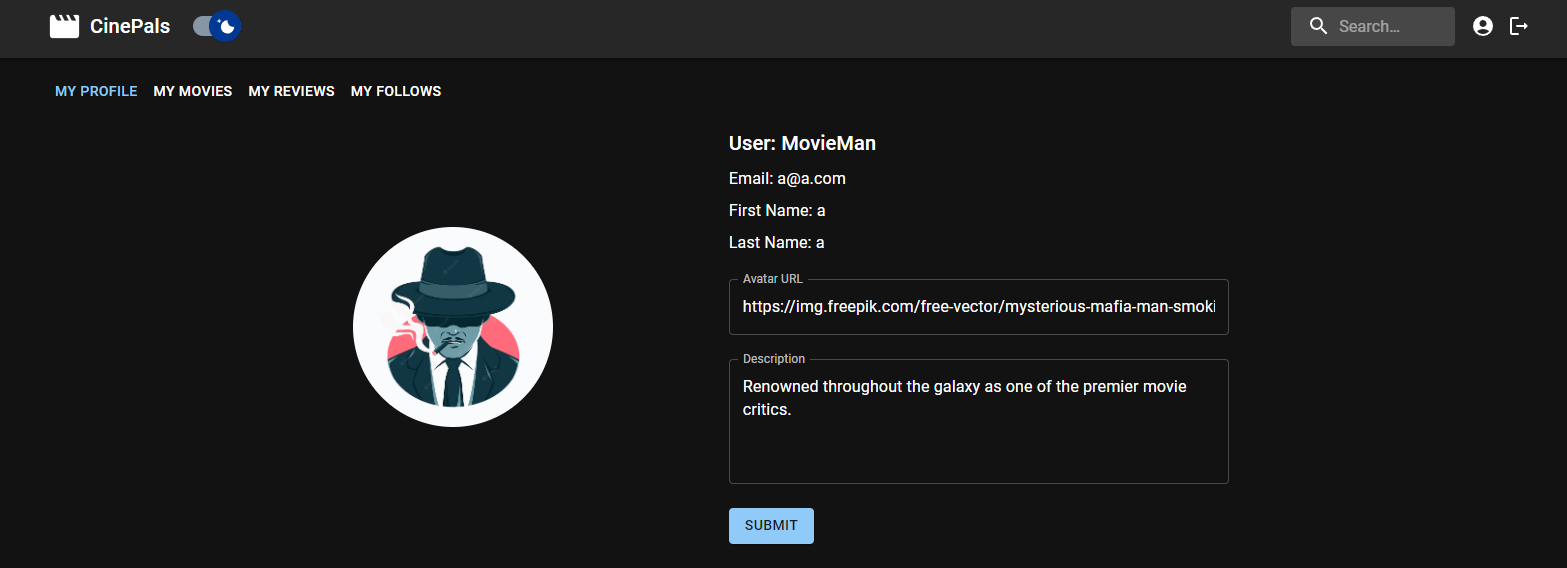 CinePals
Search…
MY PROFILE MY MOVIES MY REVIEWS MY FOLLOWS
User: MovieMan
Email: a@a.com
First Name: a
Last Name: a
Avatar URL
https://img.freepik.com/free-vector/mysterious-mafia-man-smoki
Description
Renowned throughout the galaxy as one of the premier movie
critics.
SUBMIT